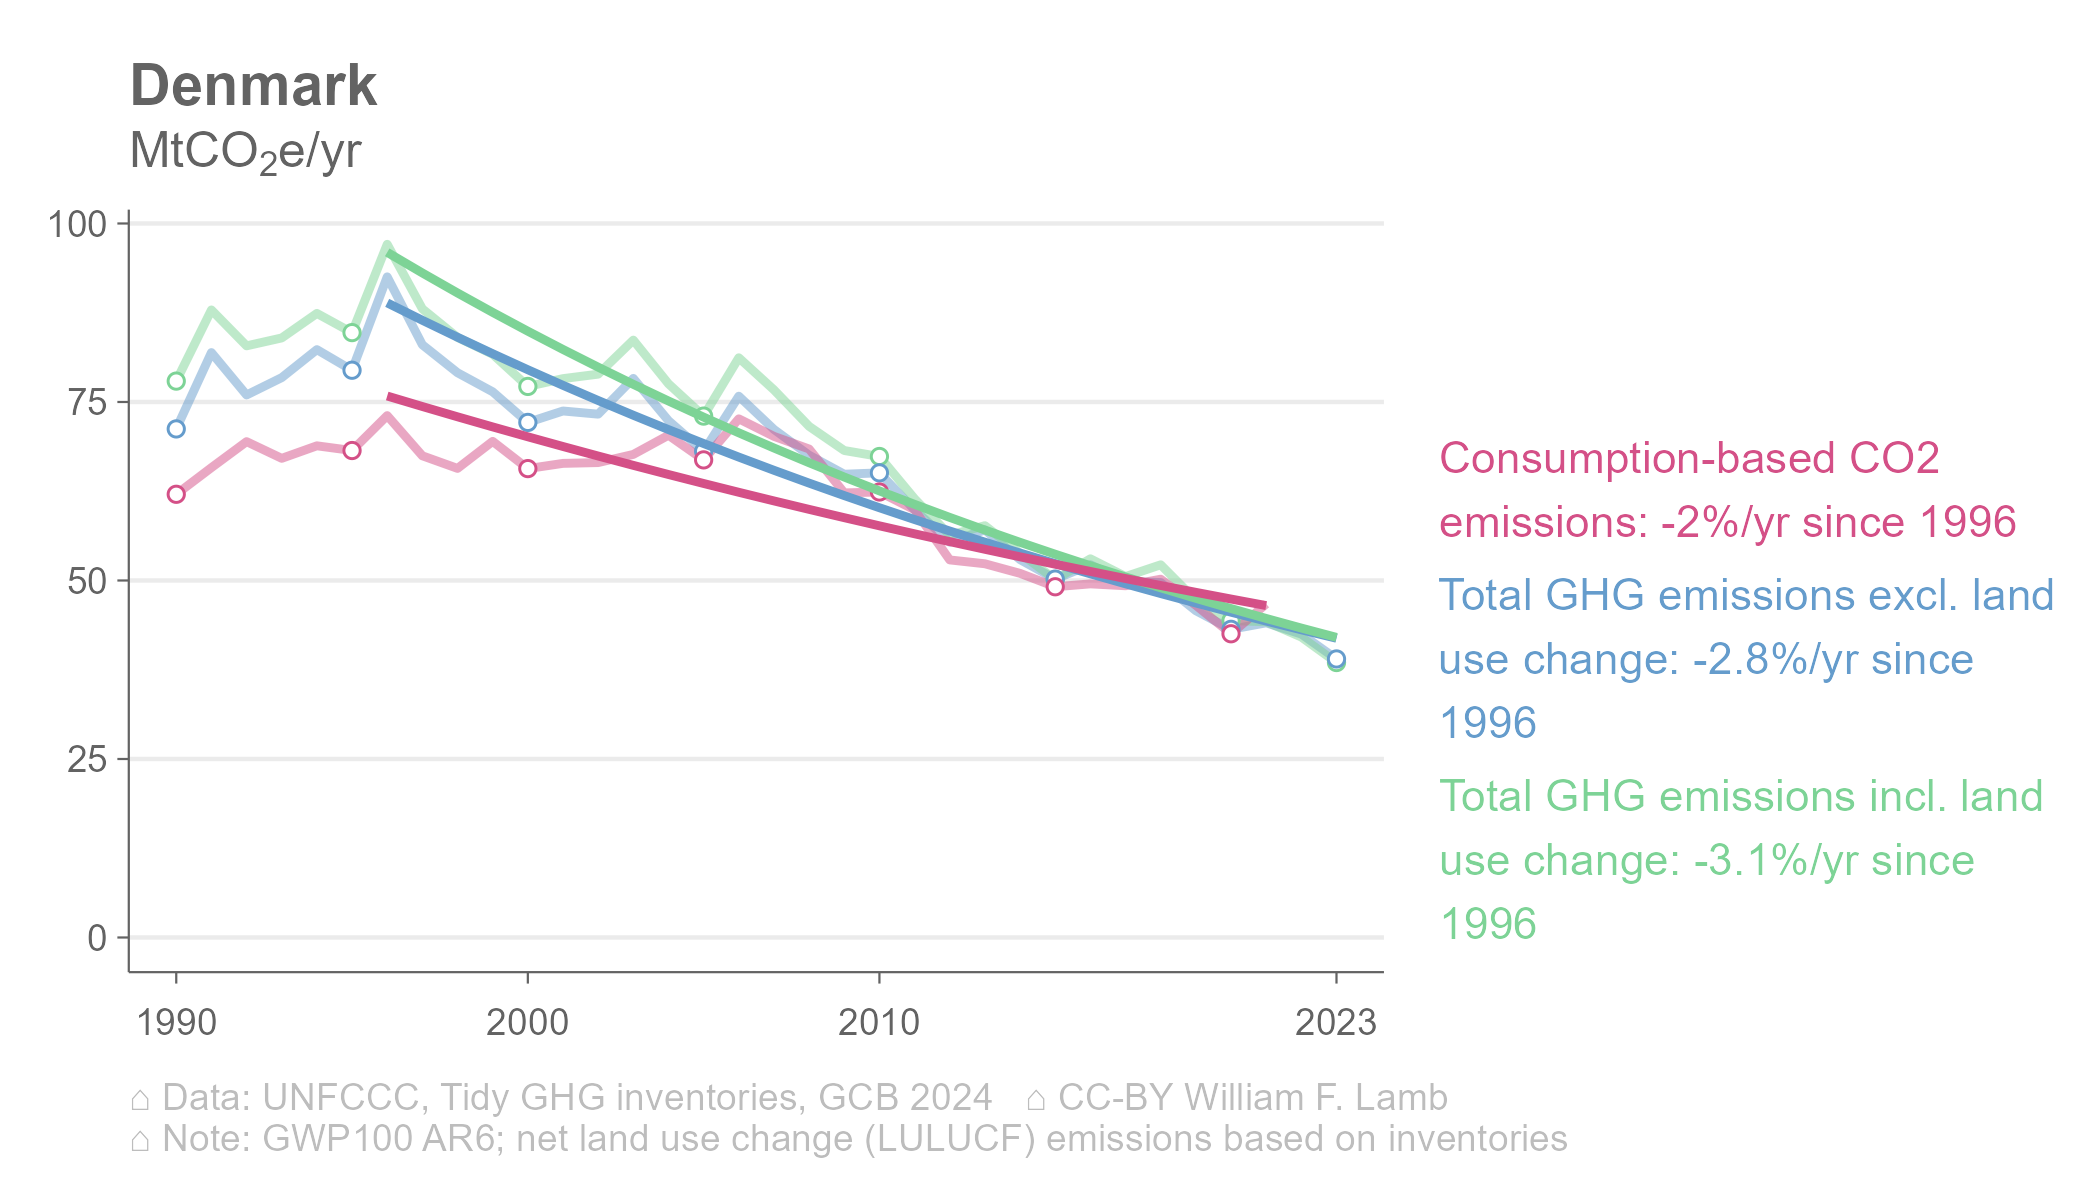 Denmark
MtCO₂e/yr
100
75
50
25
0
1990 2000 2010 2023
Consumption-based CO2
emissions: -2%/yr since 1996
Total GHG emissions excl. land
use change: -2.8%/yr since
1996
Total GHG emissions incl. land
use change: -3.1%/yr since
1996
⌂ Data: UNFCCC, Tidy GHG inventories, GCB 2024 ⌂ CC-BY William F. Lamb
⌂ Note: GWP100 AR6; net land use change (LULUCF) emissions based on inventories